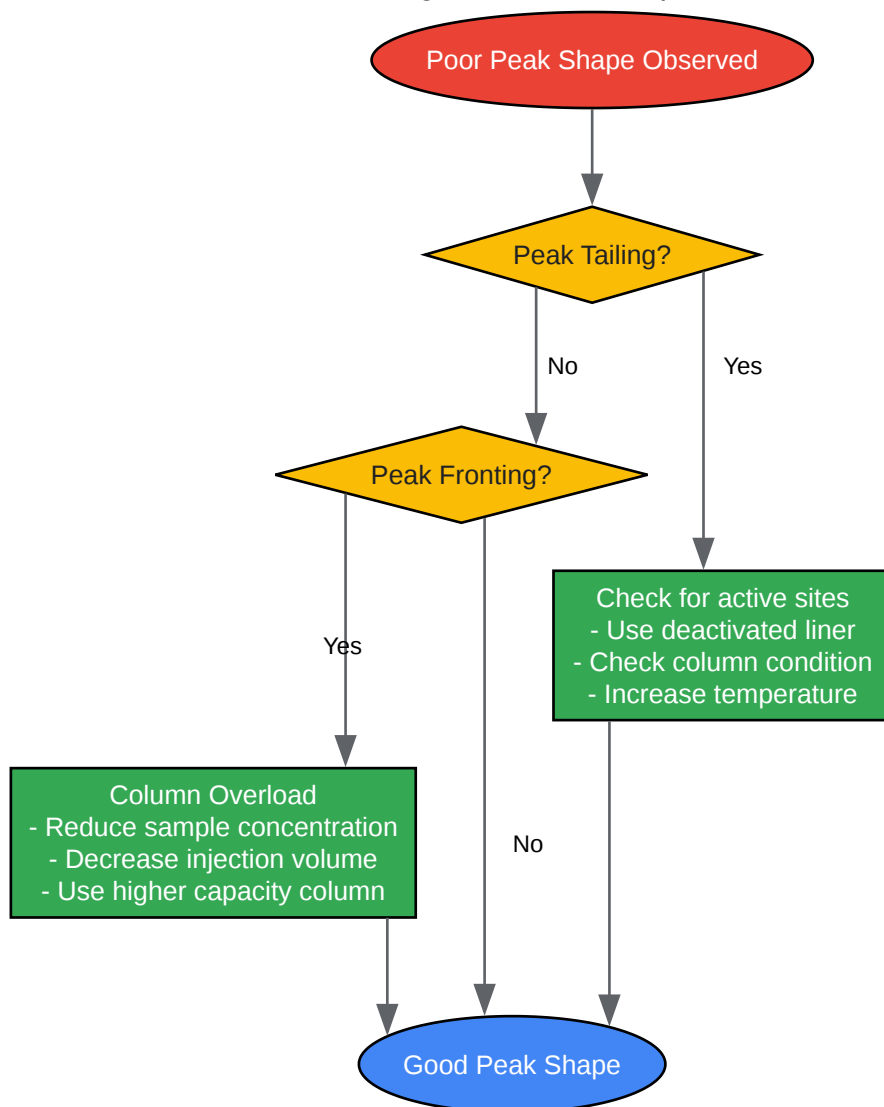 Poor Peak Shape Observed
Peak Tailing?
No
Yes
Peak Fronting?
Check for active sites
- Use deactivated liner
- Check column condition
- Increase temperature
Yes
Column Overload
- Reduce sample concentration
- Decrease injection volume
- Use higher capacity column
No
Good Peak Shape